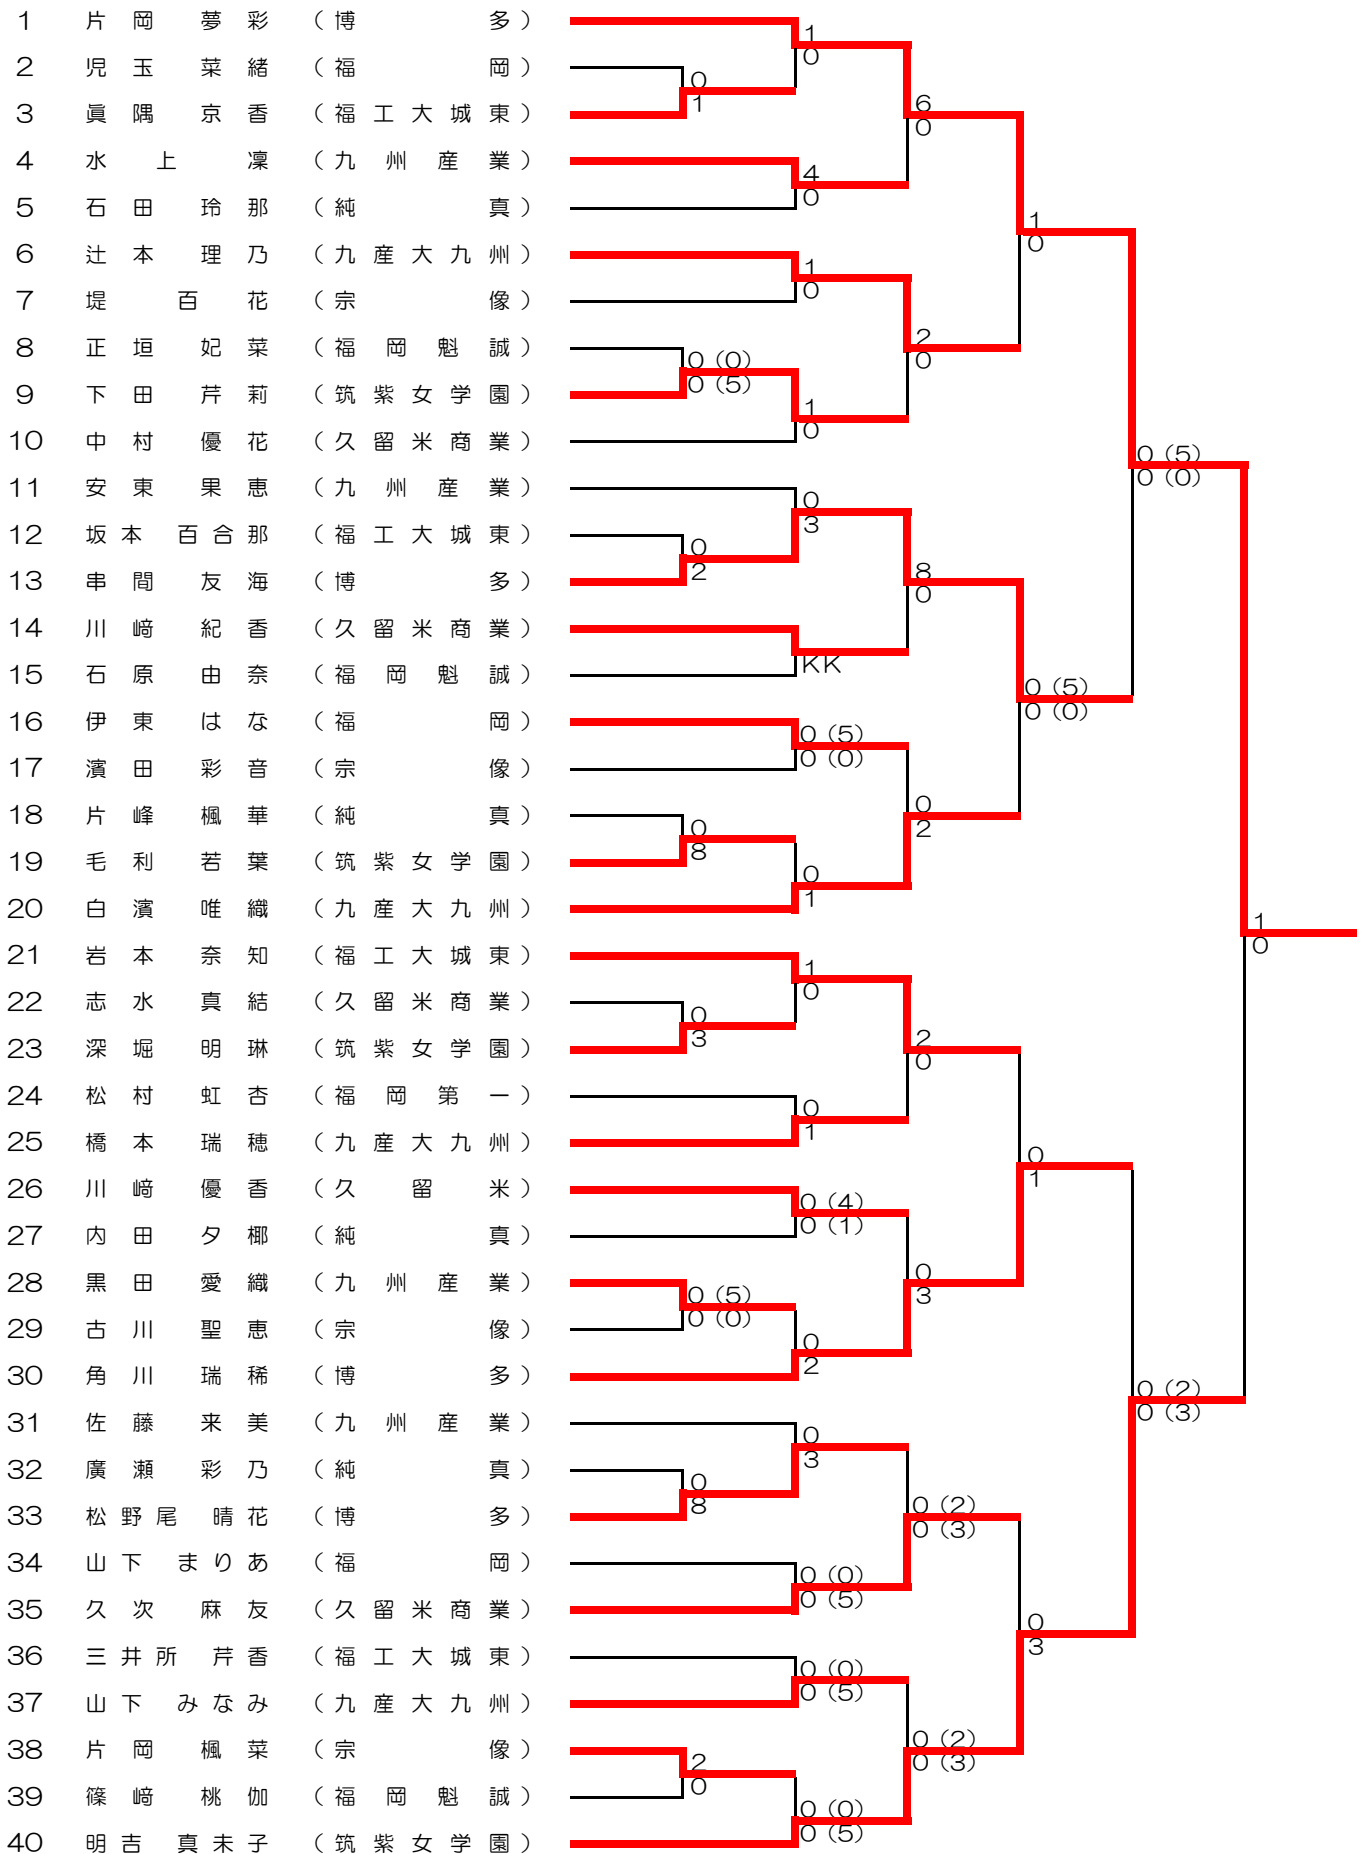 1 片岡 夢彩 （博多）
1
0
2 児玉 菜緒 （福岡）
0
1
3 眞隅 京香 （福工大城東）
6
0
4 水上 凜 （九州産業）
4
0
5 石田 玲那 （純真）
1
0
6 辻本 理乃 （九産大九州）
1
0
7 堤 百花 （宗像）
2
0
8 正垣 妃菜 （福岡魁誠）
0 (0)
0 (5)
9 下田 芹莉 （筑紫女学園）
1
0
10 中村 優花 （久留米商業）
0 (5)
0 (0)
11 安東 果恵 （九州産業）
0
3
12 坂本 百合那 （福工大城東）
0
2
13 串間 友海 （博多）
8
0
14 川﨑 紀香 （久留米商業）
KK
15 石原 由奈 （福岡魁誠）
0 (5)
0 (0)
16 伊東 はな （福岡）
0 (5)
0 (0)
17 濱田 彩音 （宗像）
0
2
18 片峰 楓華 （純真）
0
8
19 毛利 若葉 （筑紫女学園）
0
1
20 白濱 唯織 （九産大九州）
1
0
21 岩本 奈知 （福工大城東）
1
0
22 志水 真結 （久留米商業）
0
3
23 深堀 明琳 （筑紫女学園）
2
0
24 松村 虹杏 （福岡第一）
0
1
25 橋本 瑞穂 （九産大九州）
0
1
26 川﨑 優香 （久留米）
0 (4)
0 (1)
27 内田 夕椰 （純真）
0
3
28 黒田 愛織 （九州産業）
0 (5)
0 (0)
29 古川 聖恵 （宗像）
0
2
30 角川 瑞稀 （博多）
0 (2)
0 (3)
31 佐藤 来美 （九州産業）
0
3
32 廣瀬 彩乃 （純真）
0
8
33 松野尾 晴花 （博多）
0 (2)
0 (3)
34 山下 まりあ （福岡）
0 (0)
0 (5)
35 久次 麻友 （久留米商業）
0
3
36 三井所 芹香 （福工大城東）
0 (0)
0 (5)
37 山下 みなみ （九産大九州）
0 (2)
0 (3)
38 片岡 楓菜 （宗像）
2
0
39 篠﨑 桃伽 （福岡魁誠）
0 (0)
0 (5)
40 明吉 真未子 （筑紫女学園）